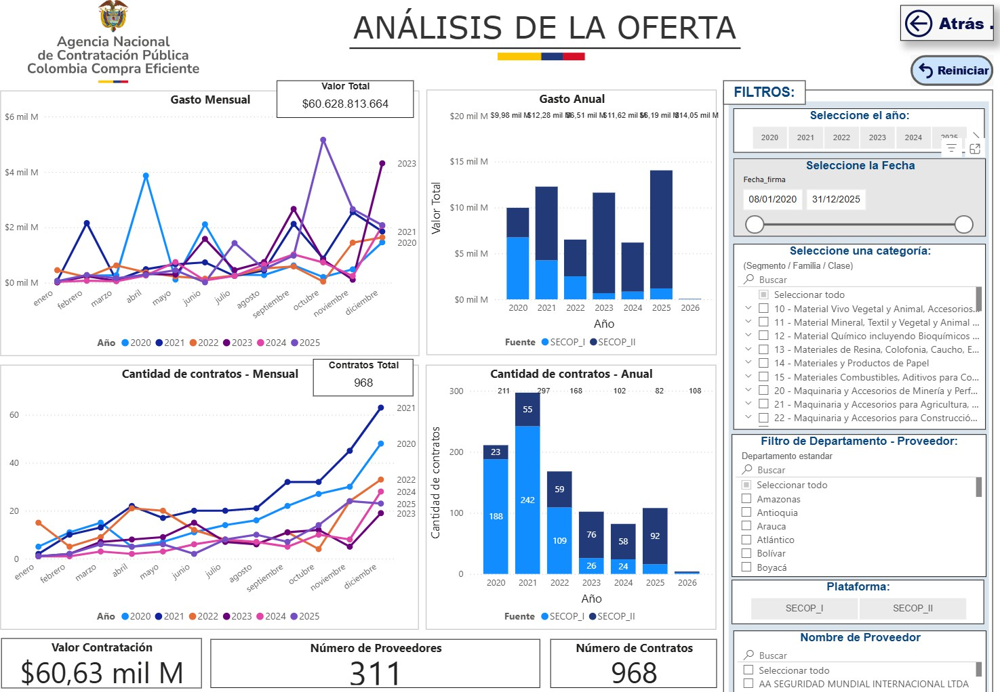 Agencia Nacional
de Contratación Pública
Colombia Compra Eficiente
ANÁLISIS DE LA OFERTA
Atrás .
Reiniciar
Gasto Mensual
Valor Total
$60.628.813.664
$6 mil M
$4 mil M
$2 mil M
$0 mil M
2023
2021
2020
enero
febrero
marzo
abril
mayo
junio
julio
agosto
septiembre
octubre
noviembre
diciembre
Año 2020 2021 2022 2023 2024 2025
Gasto Anual
$20 mil M
$9,98 mil M $12,28 mil M $6,51 mil M $11,62 mil M $6,19 mil M $14,05 mil M
$15 mil M
$10 mil M
$5 mil M
$0 mil M
Valor Total
2020 2021 2022 2023 2024 2025 2026
Año
Fuente SECOP_I SECOP_II
Cantidad de contratos - Mensual
Contratos Total
968
60
40
20
0
2021
2020
2022
2024
2025
2023
enero
febrero
marzo
abril
mayo
junio
julio
agosto
septiembre
octubre
noviembre
diciembre
Año 2020 2021 2022 2023 2024 2025
Cantidad de contratos - Anual
300
211 297 168 102 82 108
200
100
0
Cantidad de contratos
23
188
55
242
59
109
76
26
58
24
92
2020 2021 2022 2023 2024 2025 2026
Año
Fuente SECOP_I SECOP_II
Valor Contratación
$60,63 mil M
Número de Proveedores
311
Número de Contratos
968
FILTROS:
Seleccione el año:
2020 2021 2022 2023 2024 2025
Seleccione la Fecha
Fecha_firma
08/01/2020 31/12/2025
Seleccione una categoría:
(Segmento / Familia / Clase)
Buscar
Seleccionar todo
10 - Material Vivo Vegetal y Animal, Accesorios...
11 - Material Mineral, Textil y Vegetal y Animal ...
12 - Material Químico incluyendo Bioquímicos ...
13 - Materiales de Resina, Colofonia, Caucho, E...
14 - Materiales y Productos de Papel
15 - Materiales Combustibles, Aditivos para Co...
20 - Maquinaria y Accesorios de Minería y Perf...
21 - Maquinaria y Accesorios para Agricultura, ...
22 - Maquinaria y Accesorios para Construcció...
Filtro de Departamento - Proveedor:
Departamento estandar
Buscar
Seleccionar todo
Amazonas
Antioquia
Arauca
Atlántico
Bolívar
Boyacá
Plataforma:
SECOP_I SECOP_II
Nombre de Proveedor
Buscar
Seleccionar todo
AA SEGURIDAD MUNDIAL INTERNACIONAL LTDA